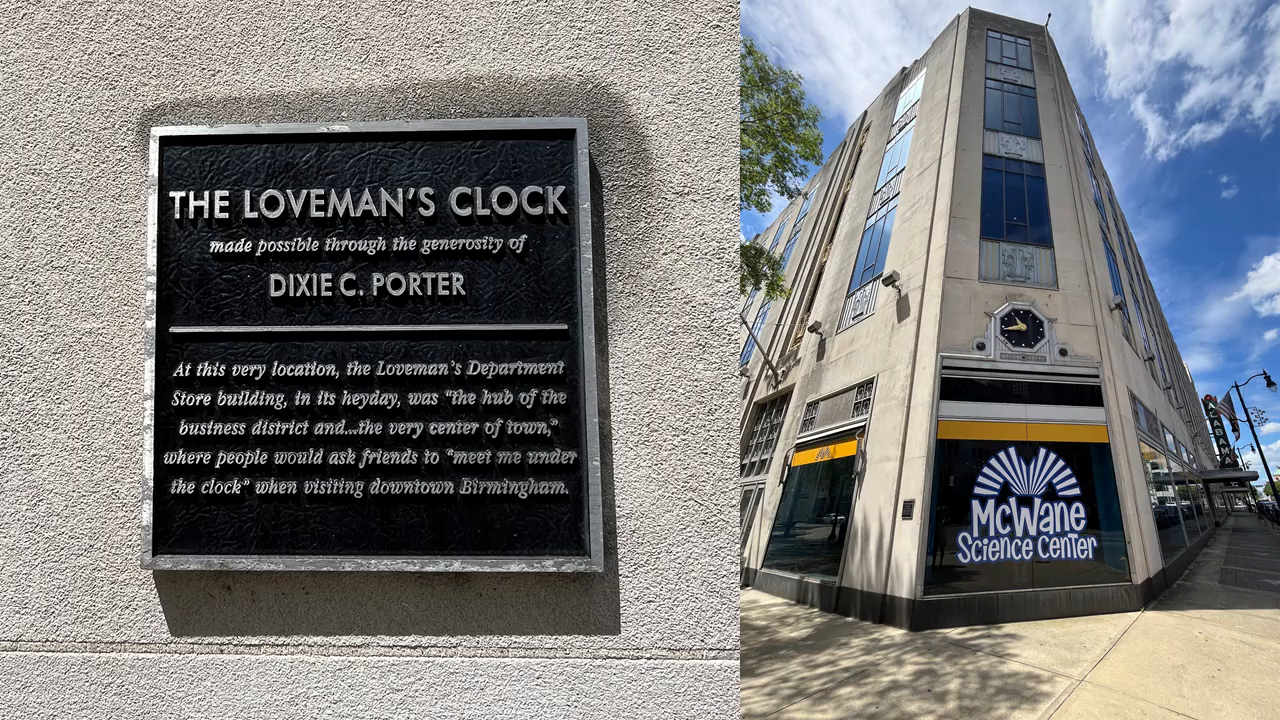 THE LOVEMAN'S CLOCK
made possible through the generosity of
DIXIE C. PORTER
At this very location, the Loveman's Department
Store building, in its heyday, was "the hub of the
business district and...the very center of town,"
where people would ask friends to "meet me under
the clock" when visiting downtown Birmingham.
McWane
Science Center
ALABAMA